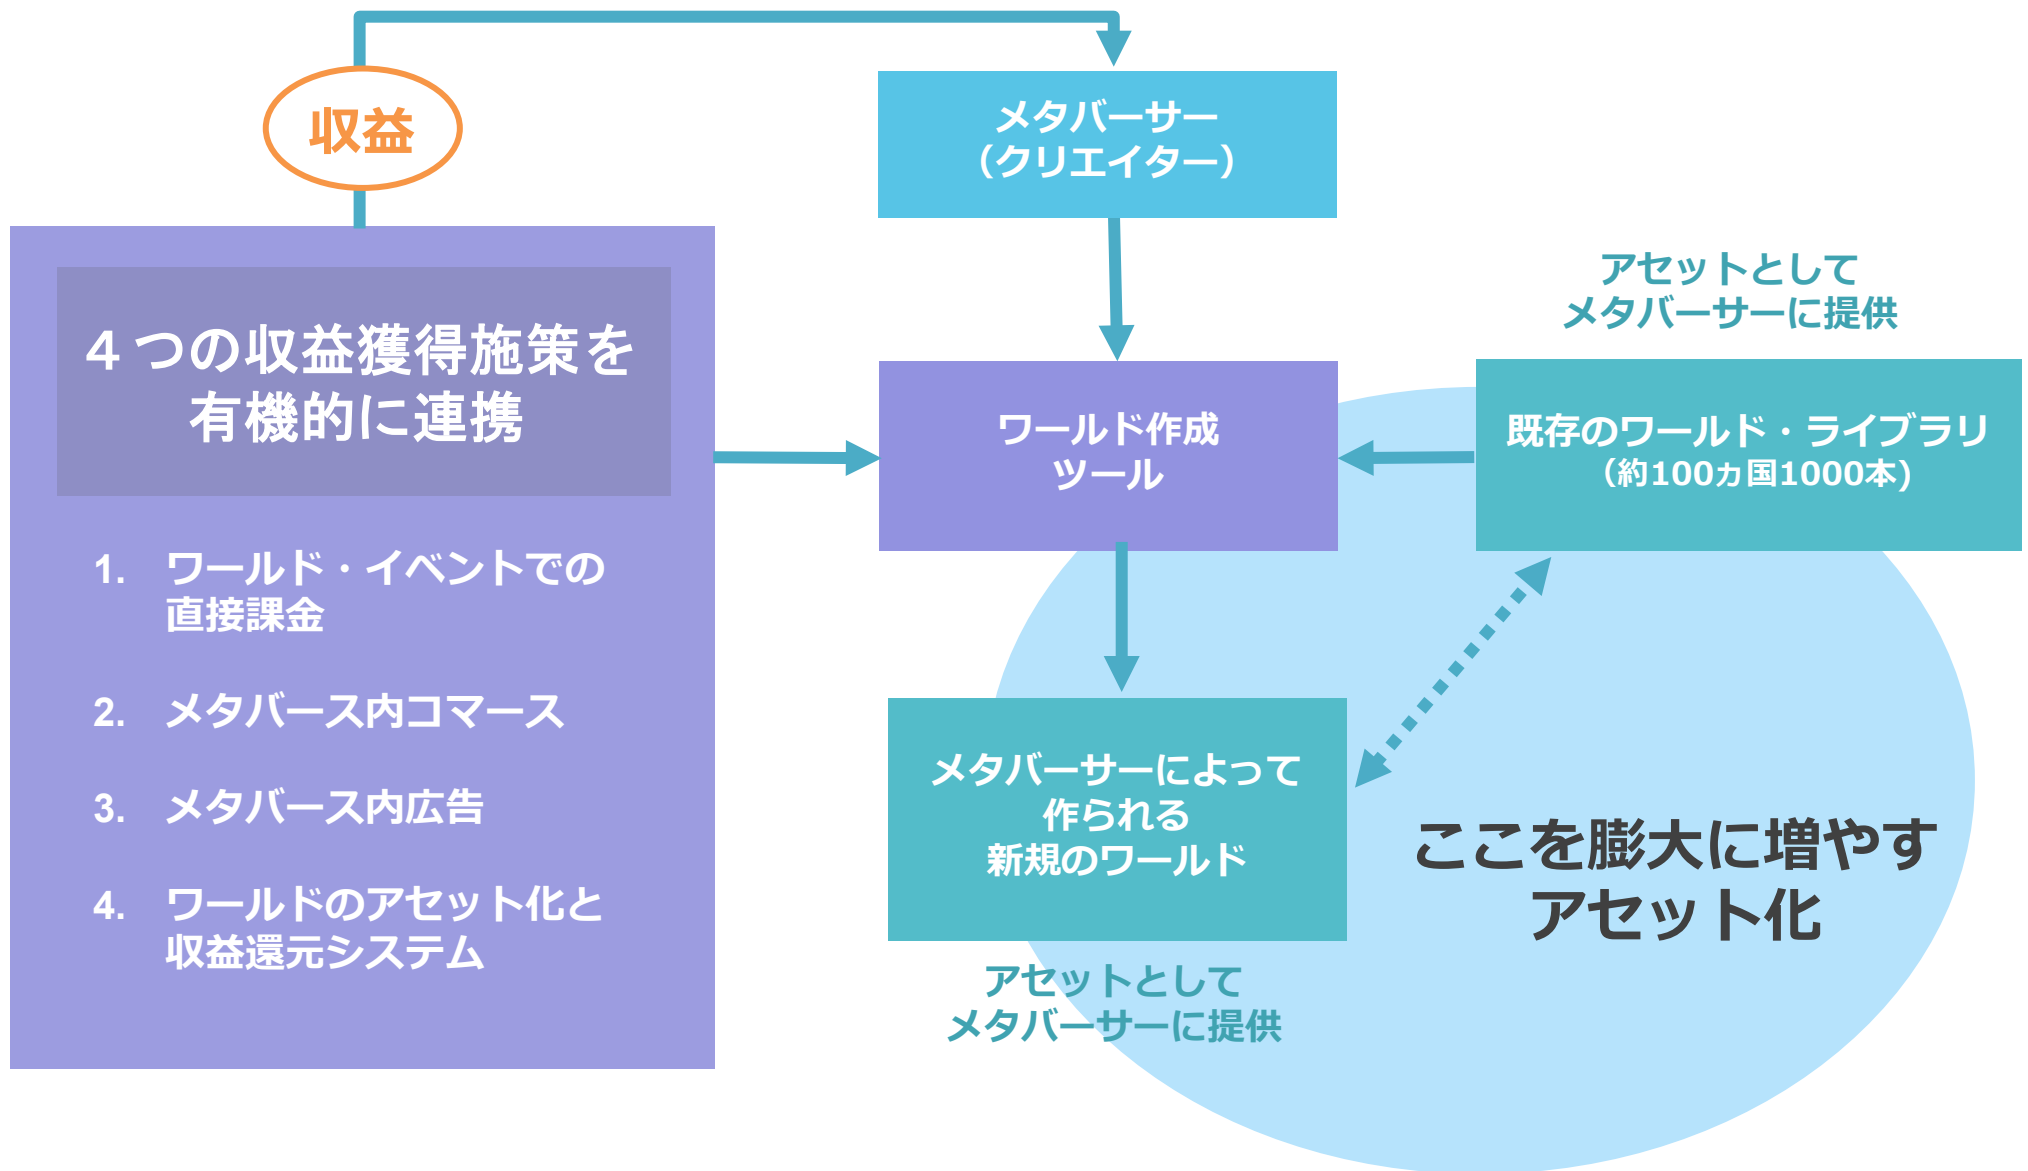 収益
メタバーサー
（クリエイター）
４つの収益獲得施策を
有機的に連携
1. ワールド・イベントでの
直接課金
2. メタバース内コマース
3. メタバース内広告
4. ワールドのアセット化と
収益還元システム
ワールド作成
ツール
アセットとして
メタバーサーに提供
既存のワールド・ライブラリ
（約100ヵ国1000本)
メタバーサーによって
作られる
新規のワールド
アセットとして
メタバーサーに提供
ここを膨大に増やす
アセット化